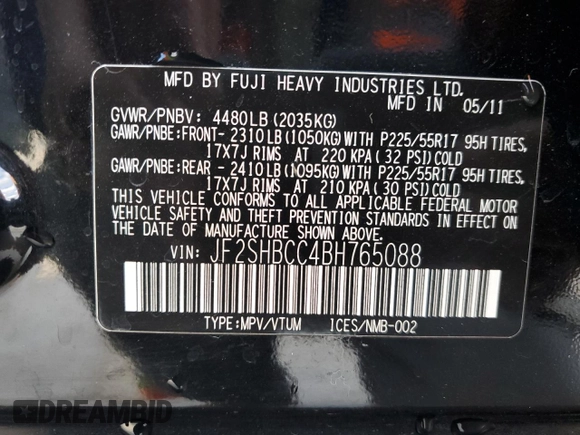 MFD BY FUJI HEAVY INDUSTRIES LTD.
MFD IN 05/11
GVWR/PNBV: 4480LB (2035KG)
GAWR/PNBE:FRONT- 2310LB(1050KG)WITH P225/55R17 95H TIRES,
17X7J RIMS AT 220 KPA ( 32 PSI)COLD
GAWR/PNBE:REAR - 2410LB(1095KG)WITH P225/55R17 95H TIRES,
17X7J RIMS AT 210 KPA ( 30 PSI)COLD
THIS VEHICLE CONFORMS TO ALL APPLICABLE FEDERAL MOTOR
VEHICLE SAFETY AND THEFT PREVENTION STANDARDS IN EFFECT ON
THE DATE OF MANUFACTURE SHOWN ABOVE.
VIN: JF2SHBCC4BH765088
TYPE:MPV/VTUM ICES/NMB-002
DREAMBID